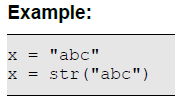 Example:
x = "abc"
x = str("abc")